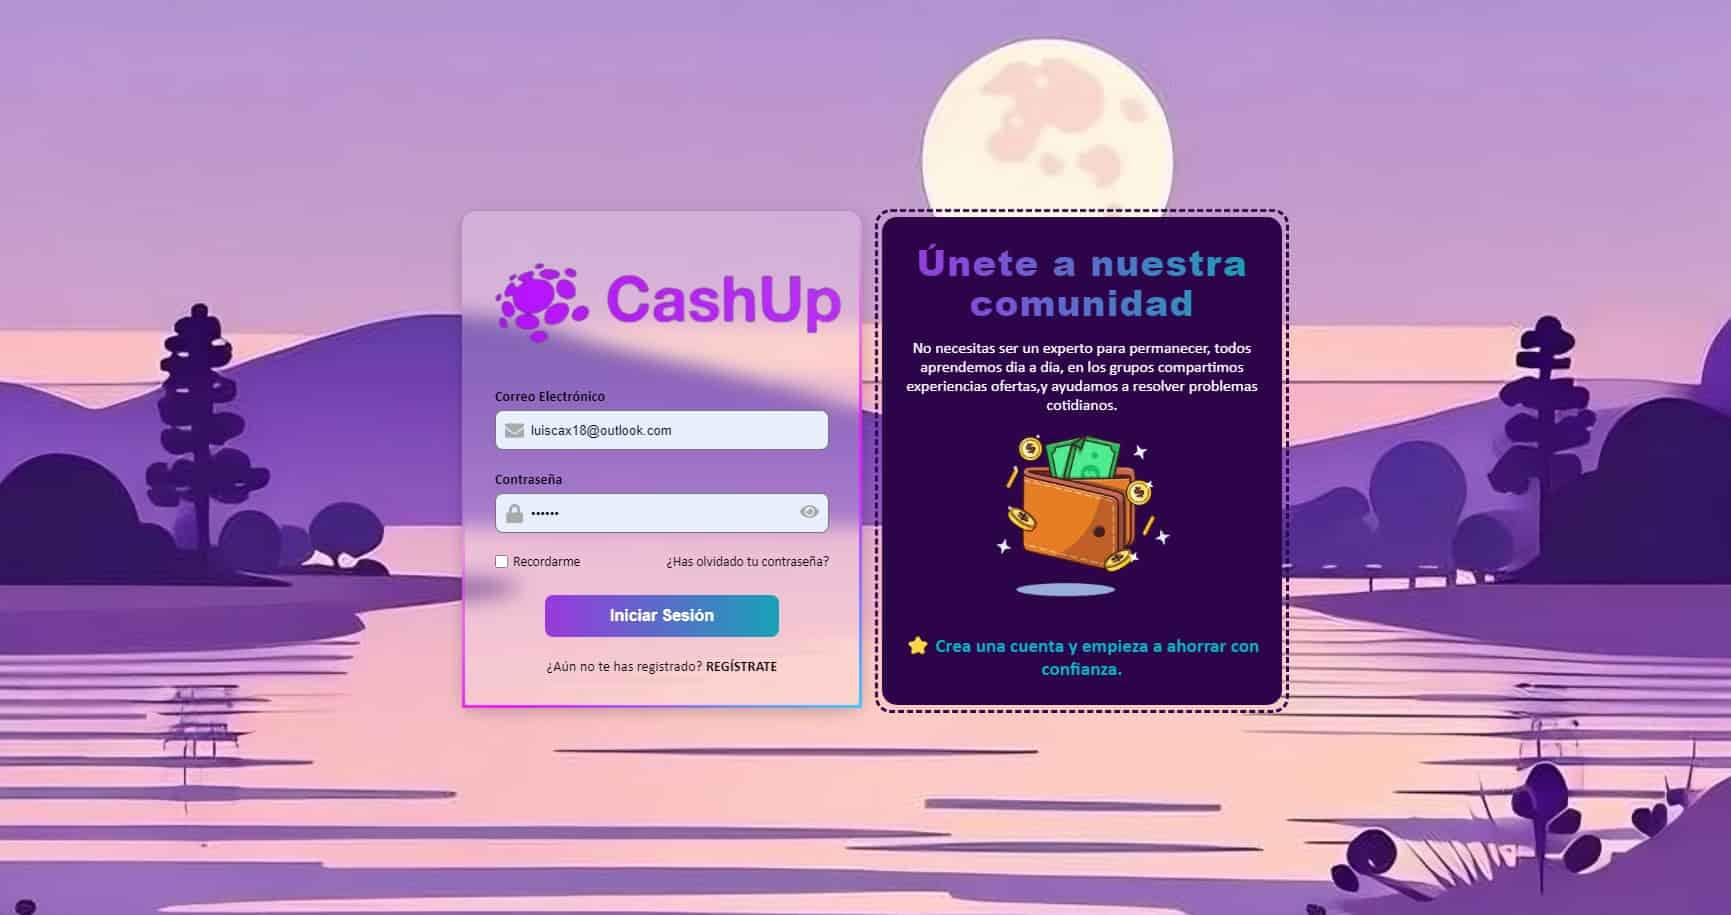 CashUp
Correo Electrónico
luiscax18@outlook.com
Contraseña
••••••
Recordarme
¿Has olvidado tu contraseña?
Iniciar Sesión
¿Aún no te has registrado? REGÍSTRATE
Únete a nuestra
comunidad
No necesitas ser un experto para permanecer, todos
aprendemos dia a día, en los grupos compartimos
experiencias ofertas,y ayudamos a resolver problemas
cotidianos.
Crea una cuenta y empieza a ahorrar con
confianza.